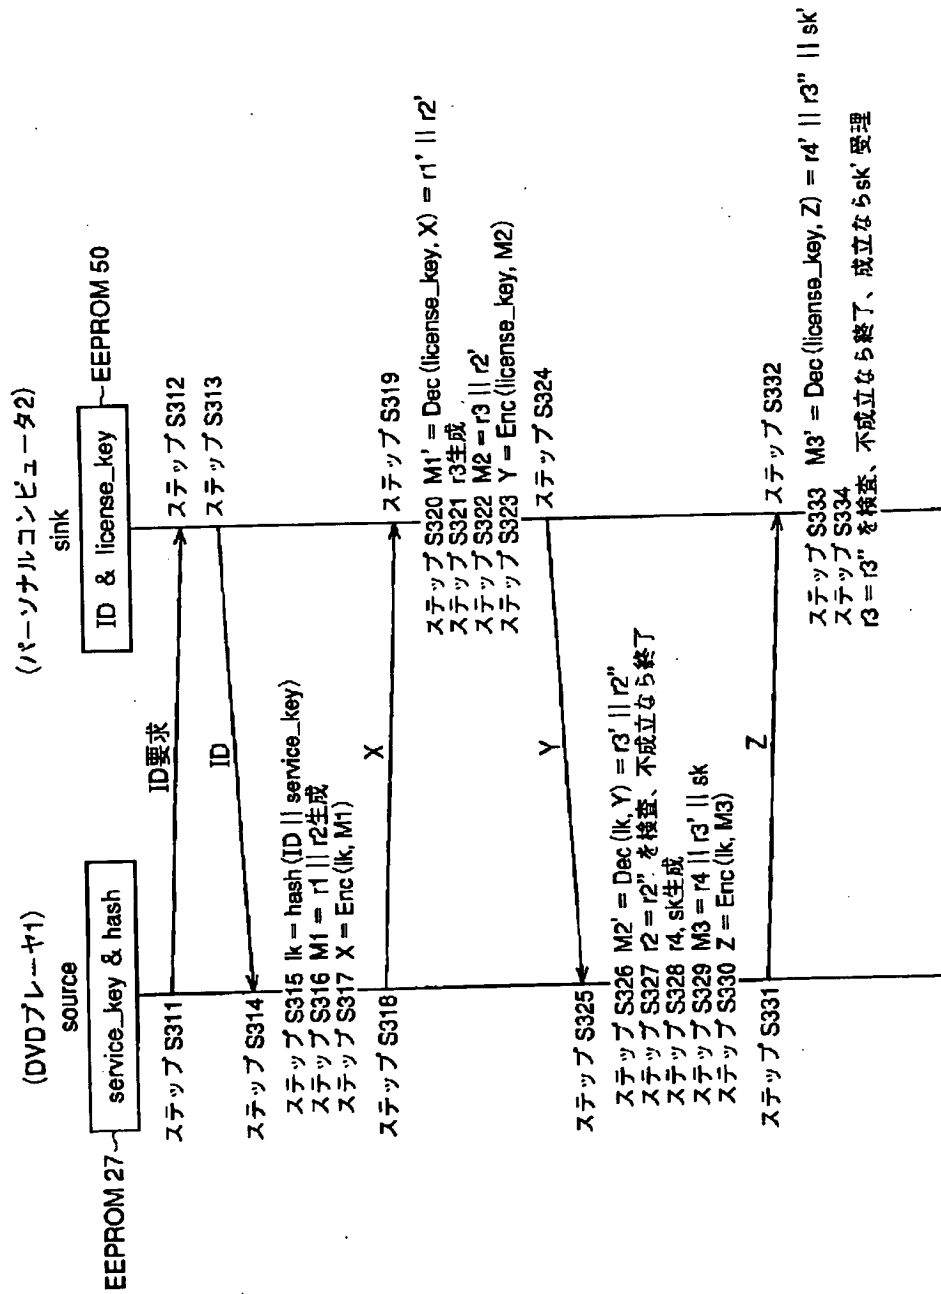 (DVDプレーヤ1)
source
EEPROM 27
service_key & hash
(パーソナルコンピュータ2)
sink
ID & license_key
EEPROM 50
ステップ S311
ID要求
ステップ S312
ステップ S313
ID
ステップ S314
ステップ S315 lk = hash (ID || service_key)
ステップ S316 M1 = r1 || r2生成
ステップ S317 X = Enc (lk, M1)
ステップ S318
X
ステップ S319
ステップ S320 M1' = Dec (license_key, X) = r1' || r2'
ステップ S321 r3生成
ステップ S322 M2 = r3 || r2'
ステップ S323 Y = Enc (license_key, M2)
ステップ S324
Y
ステップ S325
ステップ S326 M2' = Dec (lk, Y) = r3' || r2"
ステップ S327 r2 = r2" を検査、不成立なら終了
ステップ S328 r4, sk生成
ステップ S329 M3 = r4 || r3' || sk
ステップ S330 Z = Enc (lk, M3)
ステップ S331
Z
ステップ S332
ステップ S333 M3' = Dec (license_key, Z) = r4' || r3" || sk'
ステップ S334
r3 = r3" を検査、不成立なら終了、成立ならsk' 受理